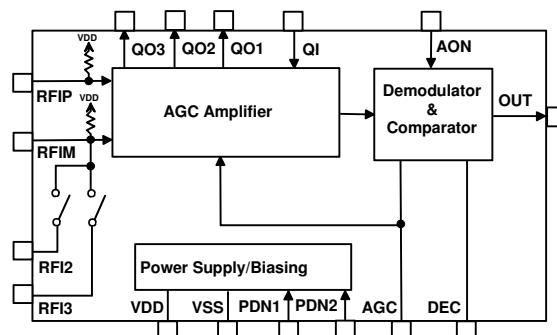 VDD
QO3
QO2
QO1
QI
AON
RFIP
VDD
AGC Amplifier
Demodulator
&
Comparator
OUT
RFIM
RFI2
RFI3
Power Supply/Biasing
VDD
VSS
PDN1
PDN2
AGC
DEC